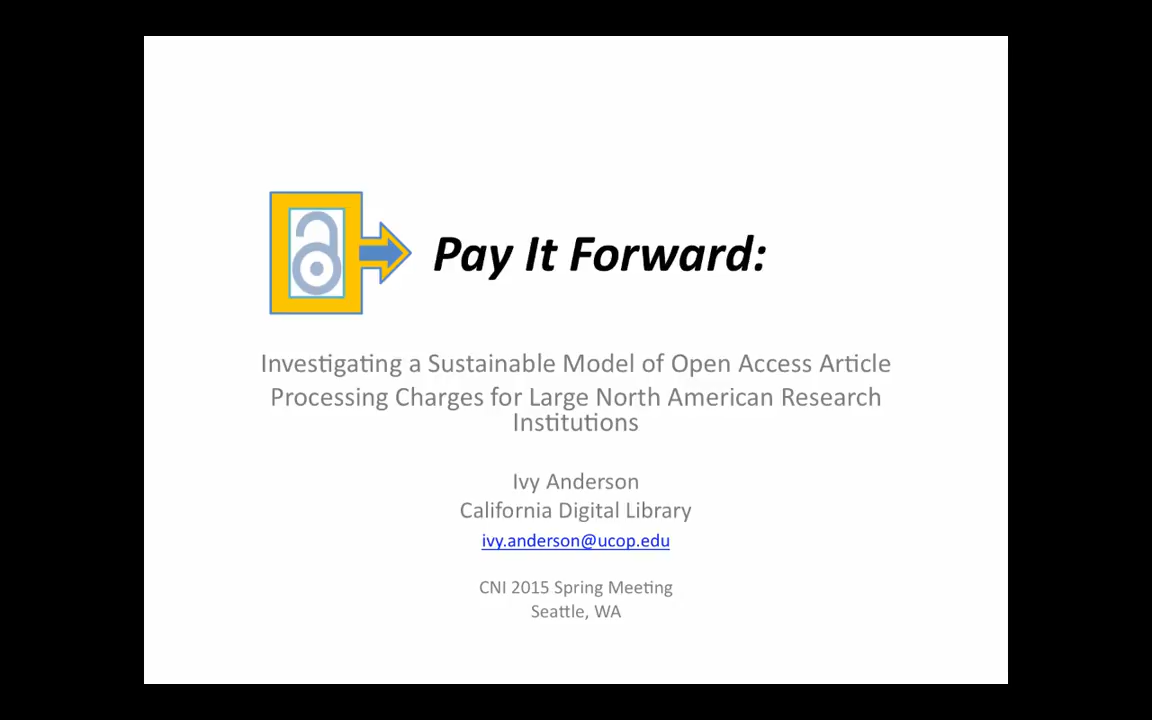 Pay It Forward:
Investigating a Sustainable Model of Open Access Article
Processing Charges for Large North American Research
Institutions
Ivy Anderson
California Digital Library
ivy.anderson@ucop.edu
CNI 2015 Spring Meeting
Seattle, WA